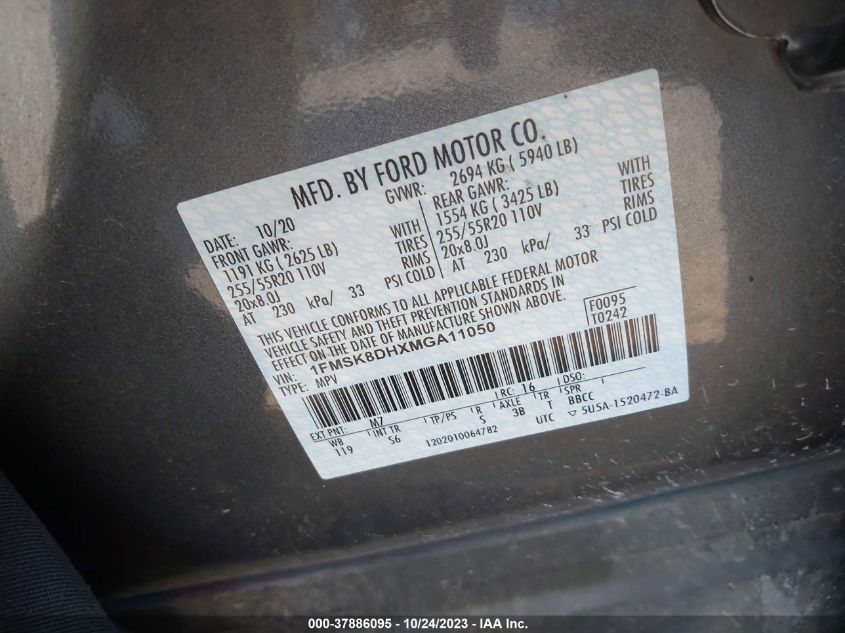 MFD. BY FORD MOTOR CO.
DATE: 10/20
GVWR: 2694 KG ( 5940 LB)
FRONT GAWR:
1191 KG ( 2625 LB) WITH
255/55R20 110V TIRES
20x8.0J RIMS
AT 230 kPa/ 33 PSI COLD
REAR GAWR:
1554 KG ( 3425 LB) WITH
255/55R20 110V TIRES
20x8.0J RIMS
AT 230 kPa/ 33 PSI COLD
THIS VEHICLE CONFORMS TO ALL APPLICABLE FEDERAL MOTOR
VEHICLE SAFETY AND THEFT PREVENTION STANDARDS IN
EFFECT ON THE DATE OF MANUFACTURE SHOWN ABOVE.
VIN: 1FMSK8DHXMGA11050
TYPE: MPV
F0095
T0242
EXT PNT: M7 RC: 16 DSO:
WB INT TR TP/PS R AXLE TR SPR
119 S6 S 3B T BBCC
1202010064782 UTC ▽ 5U5A-1520472-BA
000-37886095 - 10/24/2023 - IAA Inc.